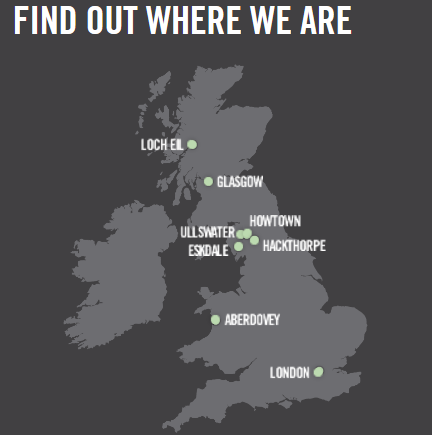 FIND OUT WHERE WE ARE
LOCH EIL
GLASGOW
HOWTOWN
ULLSWATER
HACKTHORPE
ESKDALE
ABERDOVEY
LONDON